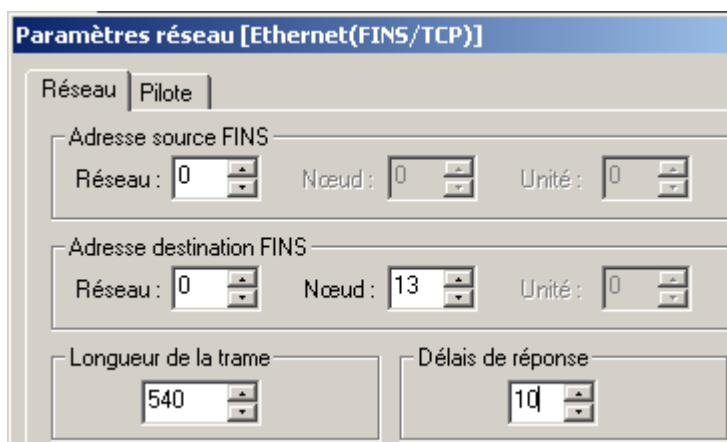 Paramètres réseau [Ethernet(FINS/TCP)]
Réseau Pilote
Adresse source FINS
Réseau : 0 Nœud : 0 Unité : 0
Adresse destination FINS
Réseau : 0 Nœud : 13 Unité : 0
Longueur de la trame Délais de réponse
540 10